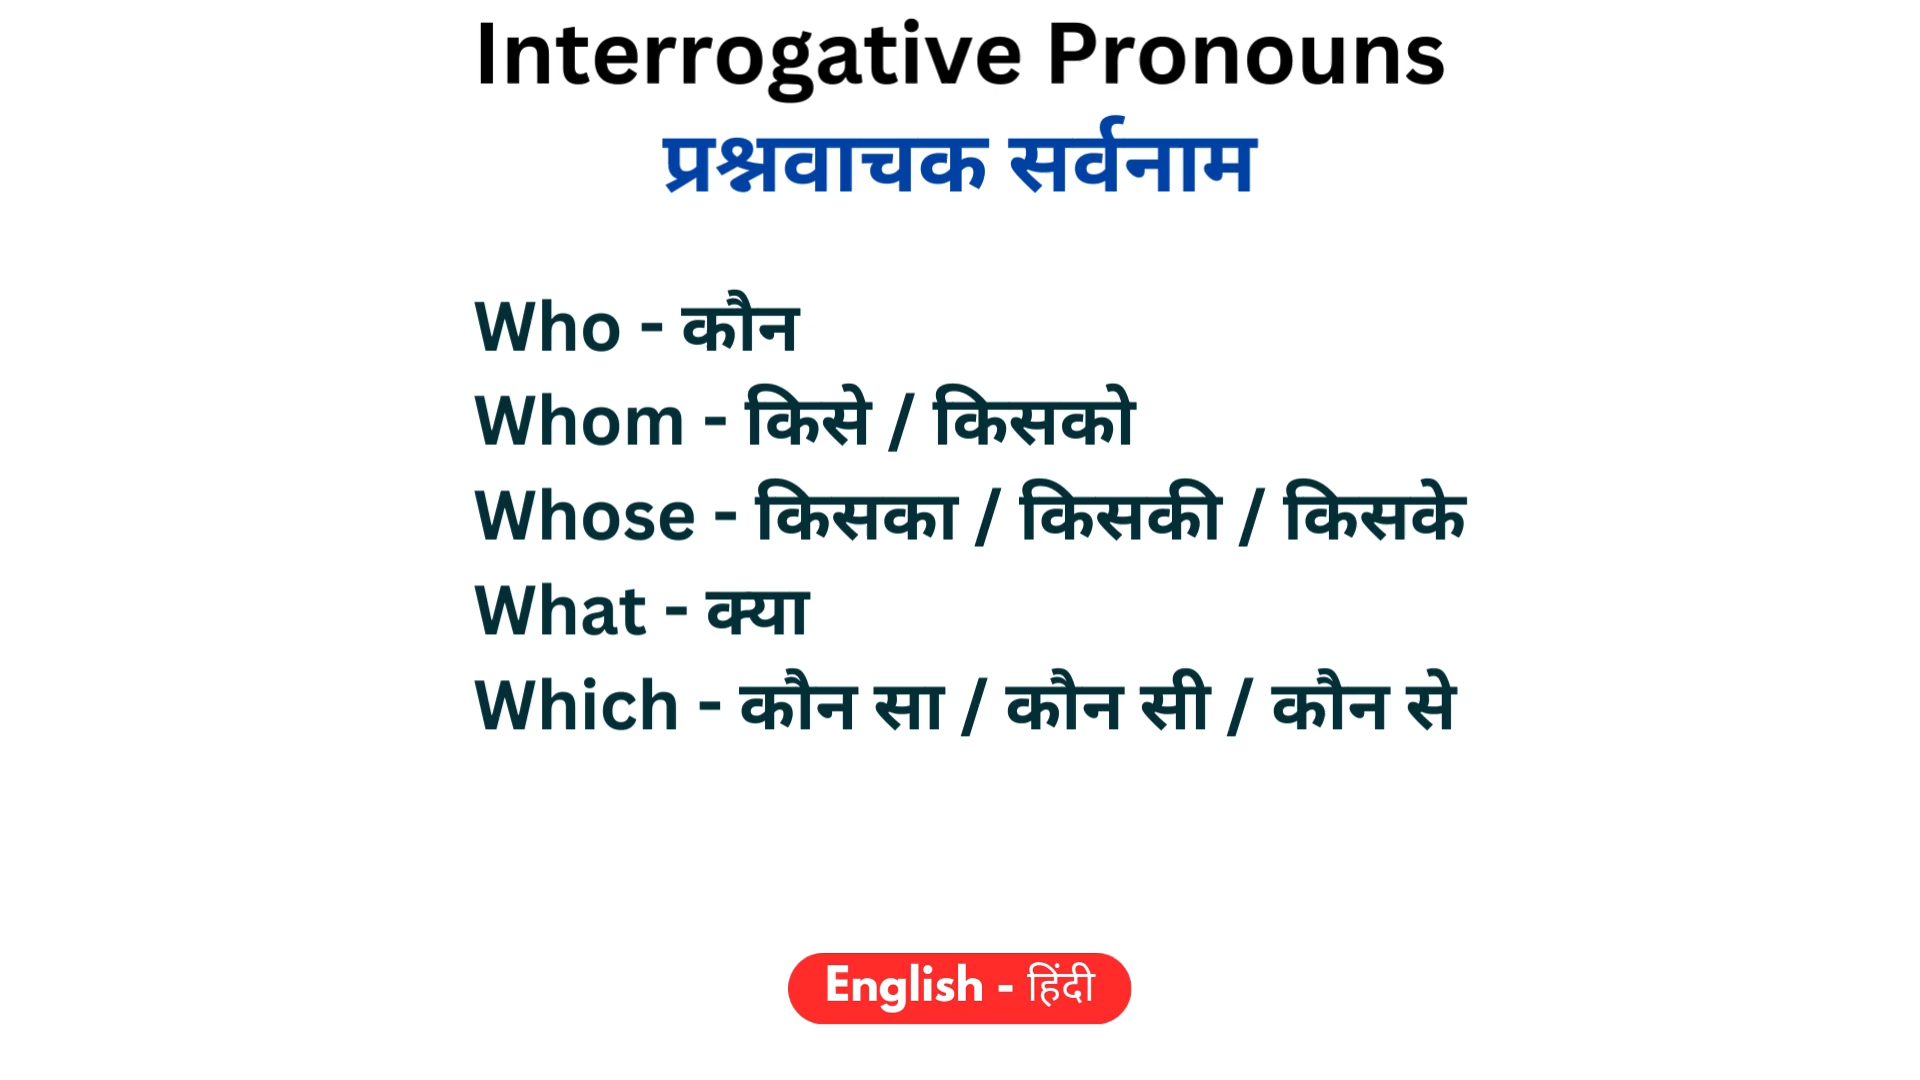 Interrogative Pronouns
प्रश्नवाचक सर्वनाम
Who - कौन
Whom - किसे / किसको
Whose - किसका / किसकी / किसके
What - क्या
Which - कौन सा / कौन सी / कौन से
English - हिंदी